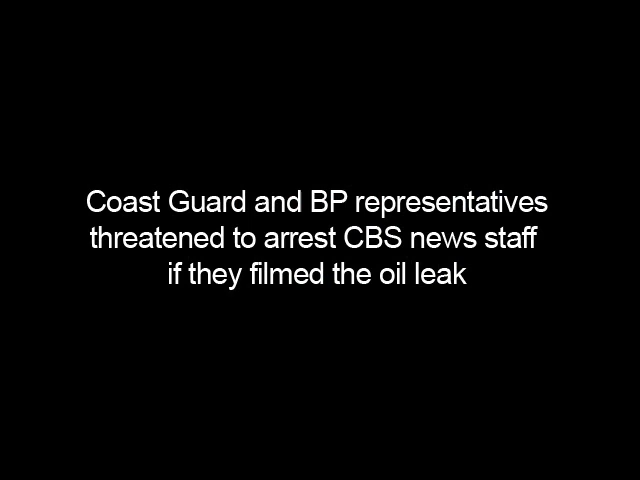 Coast Guard and BP representatives
threatened to arrest CBS news staff
if they filmed the oil leak